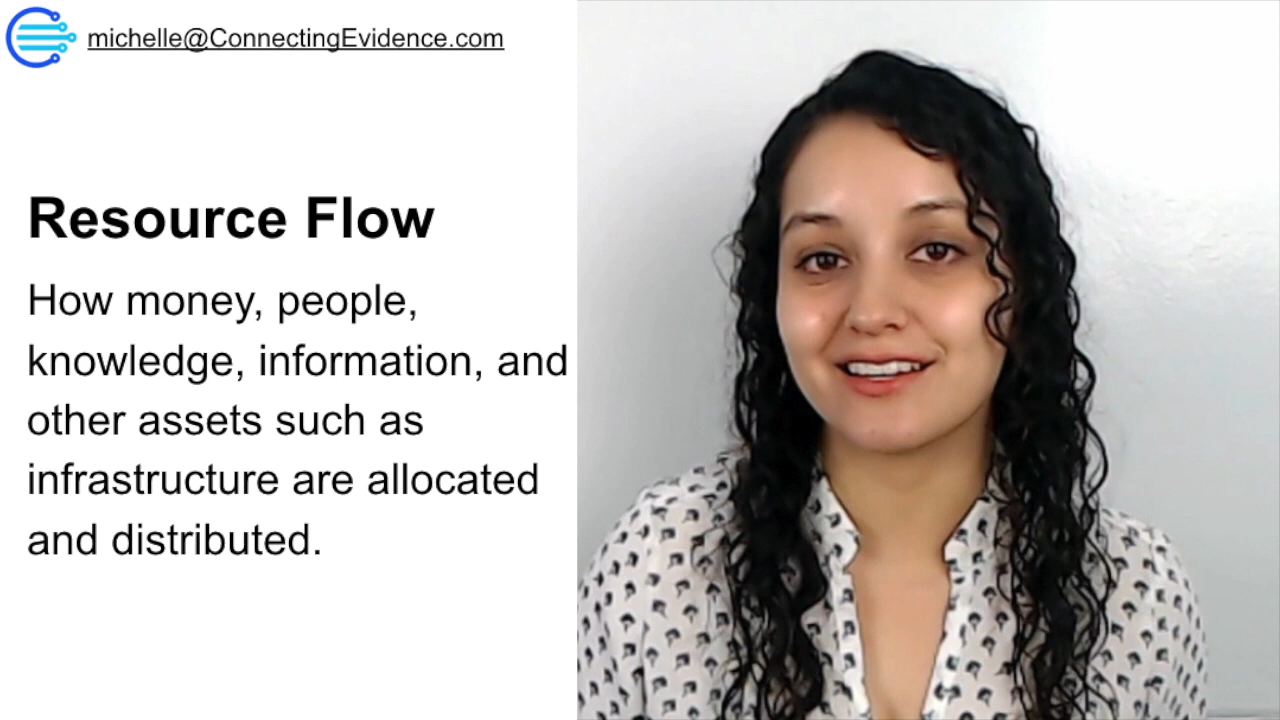 michelle@ConnectingEvidence.com
Resource Flow
How money, people,
knowledge, information, and
other assets such as
infrastructure are allocated
and distributed.